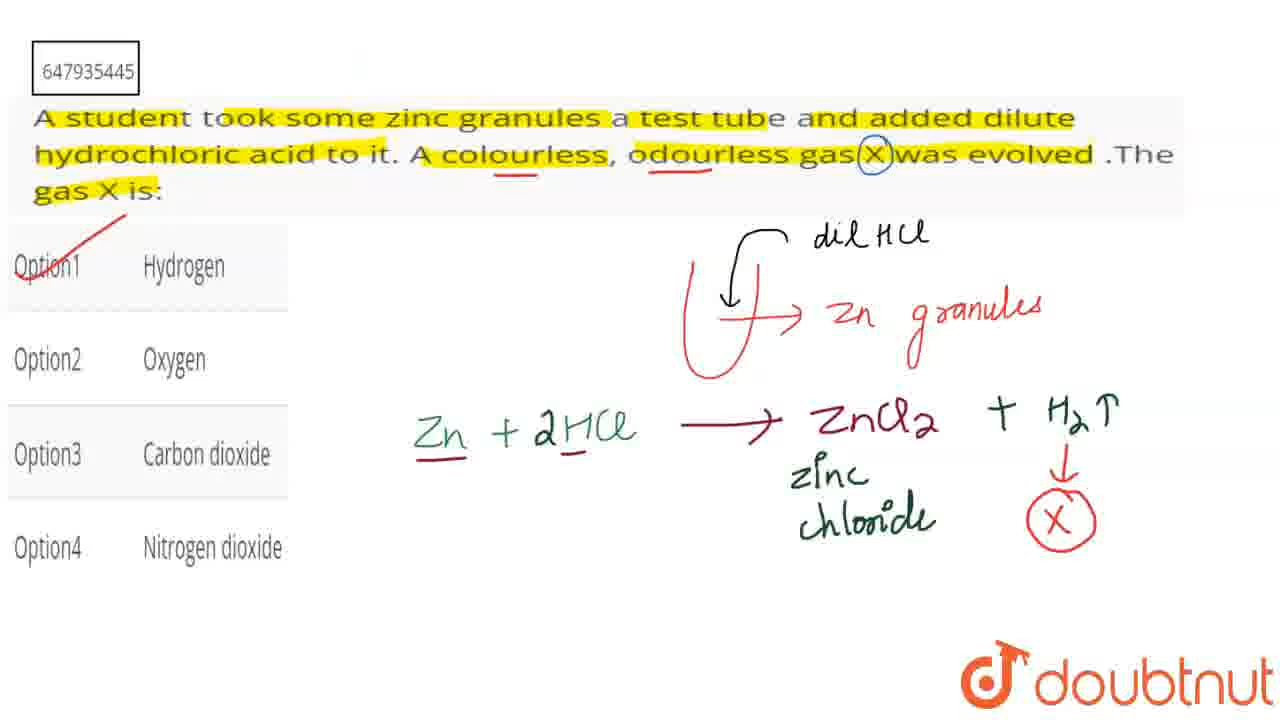 647935445
A student took some zinc granules a test tube and added dilute
hydrochloric acid to it. A colourless, odourless gas X was evolved .The
gas X is:
Option1 Hydrogen
Option2 Oxygen
Option3 Carbon dioxide
Option4 Nitrogen dioxide
dil HCl
Zn granules
Zn + 2HCl → ZnCl2 + H2↑
zinc
chloride
X
doubtnut